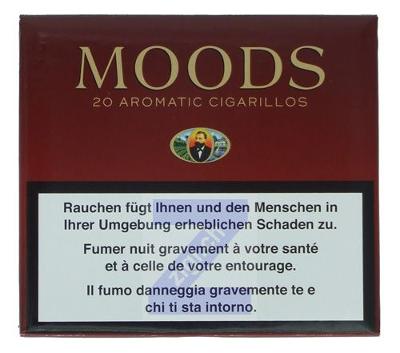 MOODS
20 AROMATIC CIGARILLOS
Rauchen fügt Ihnen und den Menschen in
Ihrer Umgebung erheblichen Schaden zu.
Fumer nuit gravement à votre santé
et à celle de votre entourage.
Il fumo danneggia gravemente te e
chi ti sta intorno.